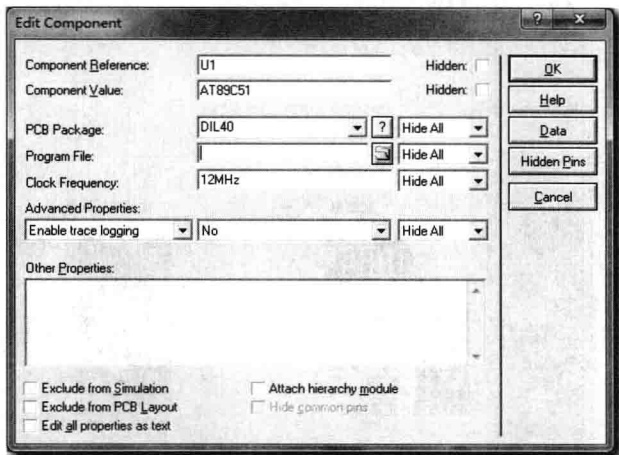 Edit Component
Component Reference: U1 Hidden:
Component Value: AT89C51 Hidden:
PCB Package: DIL40 ? Hide All
Program File: Hide All
Clock Frequency: 12MHz Hide All
Advanced Properties:
Enable trace logging No Hide All
Other Properties:
Exclude from Simulation Attach hierarchy module
Exclude from PCB Layout Hide common pins
Edit all properties as text
OK
Help
Data
Hidden Pins
Cancel